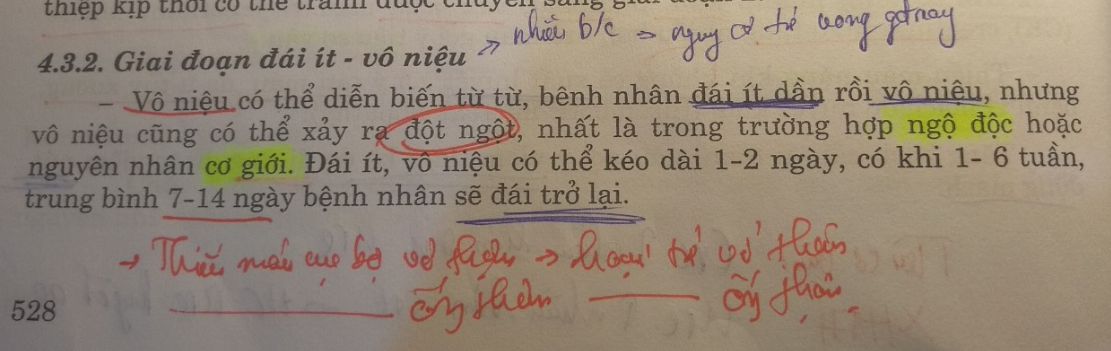 thiệp kịp thời có thể tránh được chuyển sang giai đoạn
4.3.2. Giai đoạn đái ít - vô niệu → nhiều b/c → nguy cơ tử vong gđ này
– Vô niệu có thể diễn biến từ từ, bênh nhân đái ít dần rồi vô niệu, nhưng
vô niệu cũng có thể xảy ra đột ngột, nhất là trong trường hợp ngộ độc hoặc
nguyên nhân cơ giới. Đái ít, vô niệu có thể kéo dài 1-2 ngày, có khi 1- 6 tuần,
trung bình 7-14 ngày bệnh nhân sẽ đái trở lại.
→ Thiếu máu cục bộ vỏ thận → hoại tử vỏ thận
ống thận ống thận
528